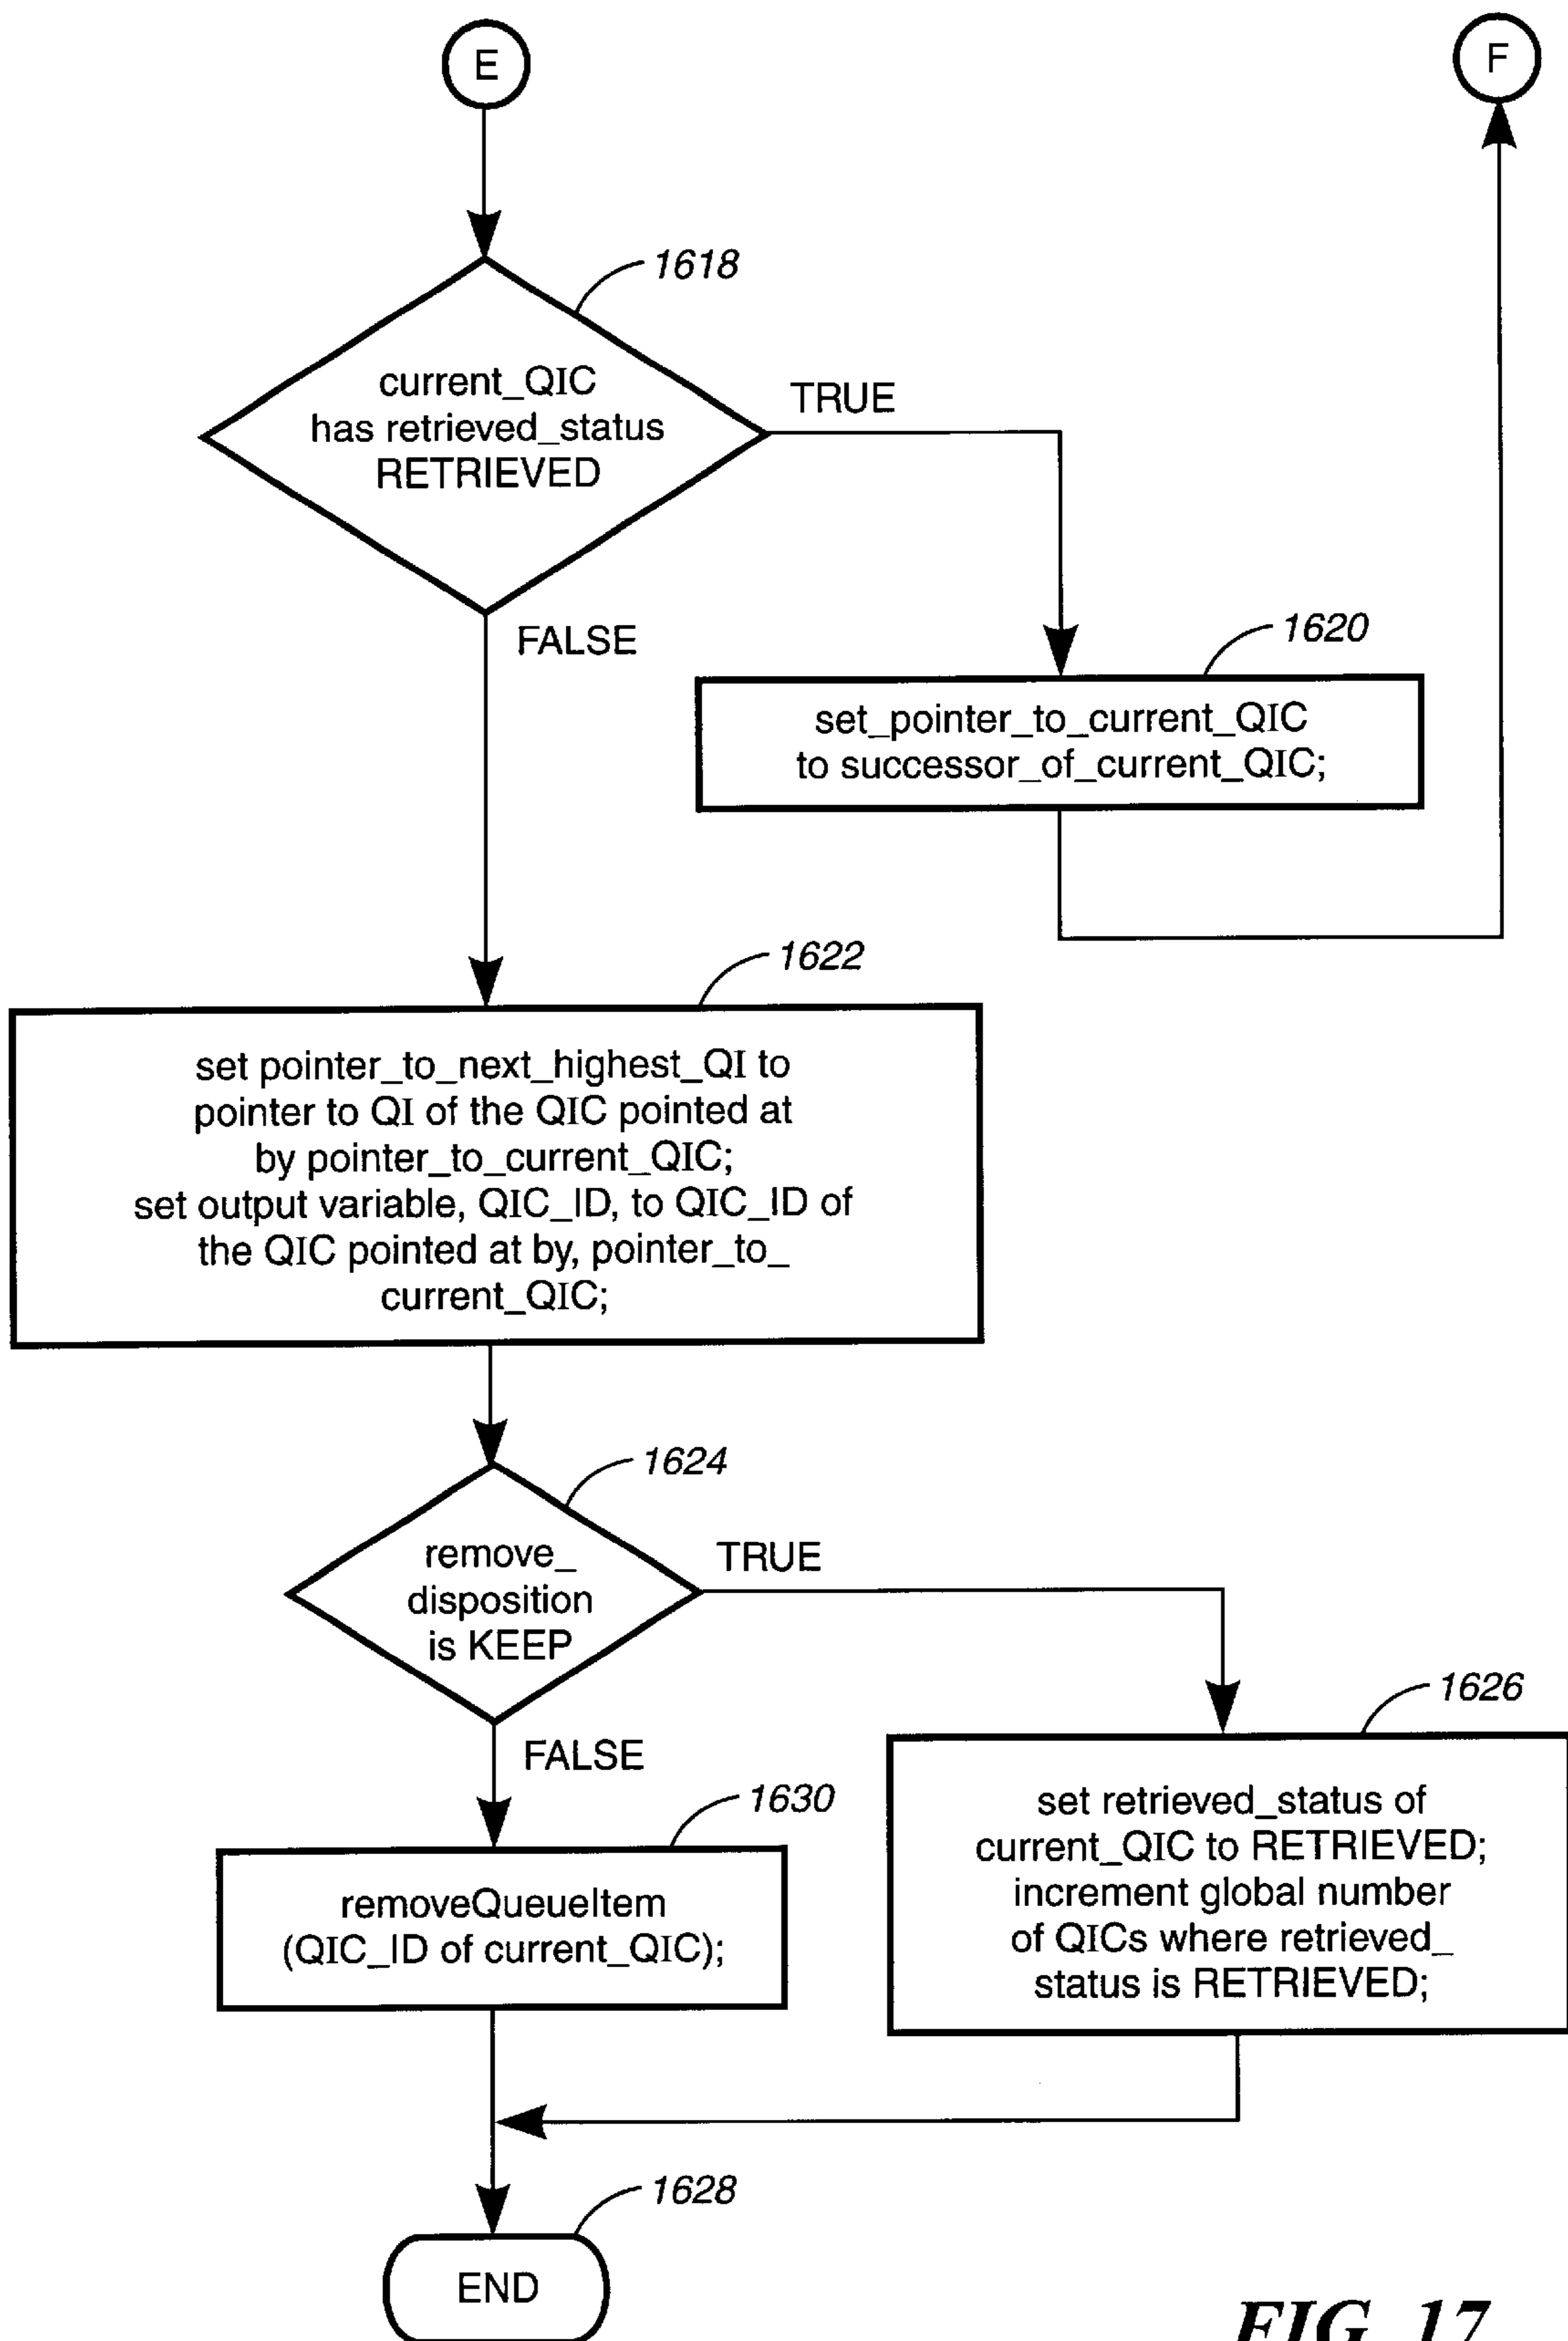 E
F
1618
current_QIC
has retrieved_status
RETRIEVED
TRUE
FALSE
1620
set_pointer_to_current_QIC
to successor_of_current_QIC;
1622
set pointer_to_next_highest_QI to
pointer to QI of the QIC pointed at
by pointer_to_current_QIC;
set output variable, QIC_ID, to QIC_ID of
the QIC pointed at by, pointer_to_
current_QIC;
1624
remove_
disposition
is KEEP
TRUE
FALSE
1626
set retrieved_status of
current_QIC to RETRIEVED;
increment global number
of QICs where retrieved_
status is RETRIEVED;
1630
removeQueueItem
(QIC_ID of current_QIC);
1628
END
FIG. 17